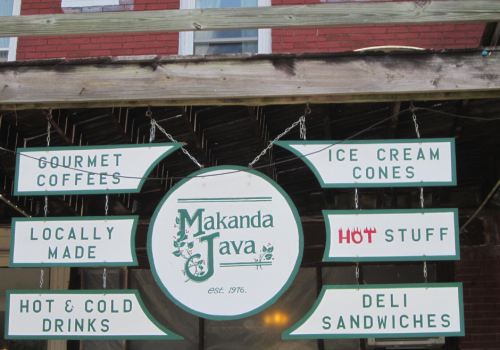 GOURMET
COFFEES
LOCALLY
MADE
HOT & COLD
DRINKS
Makanda
Java
est. 1976.
ICE CREAM
CONES
HOT STUFF
DELI
SANDWICHES